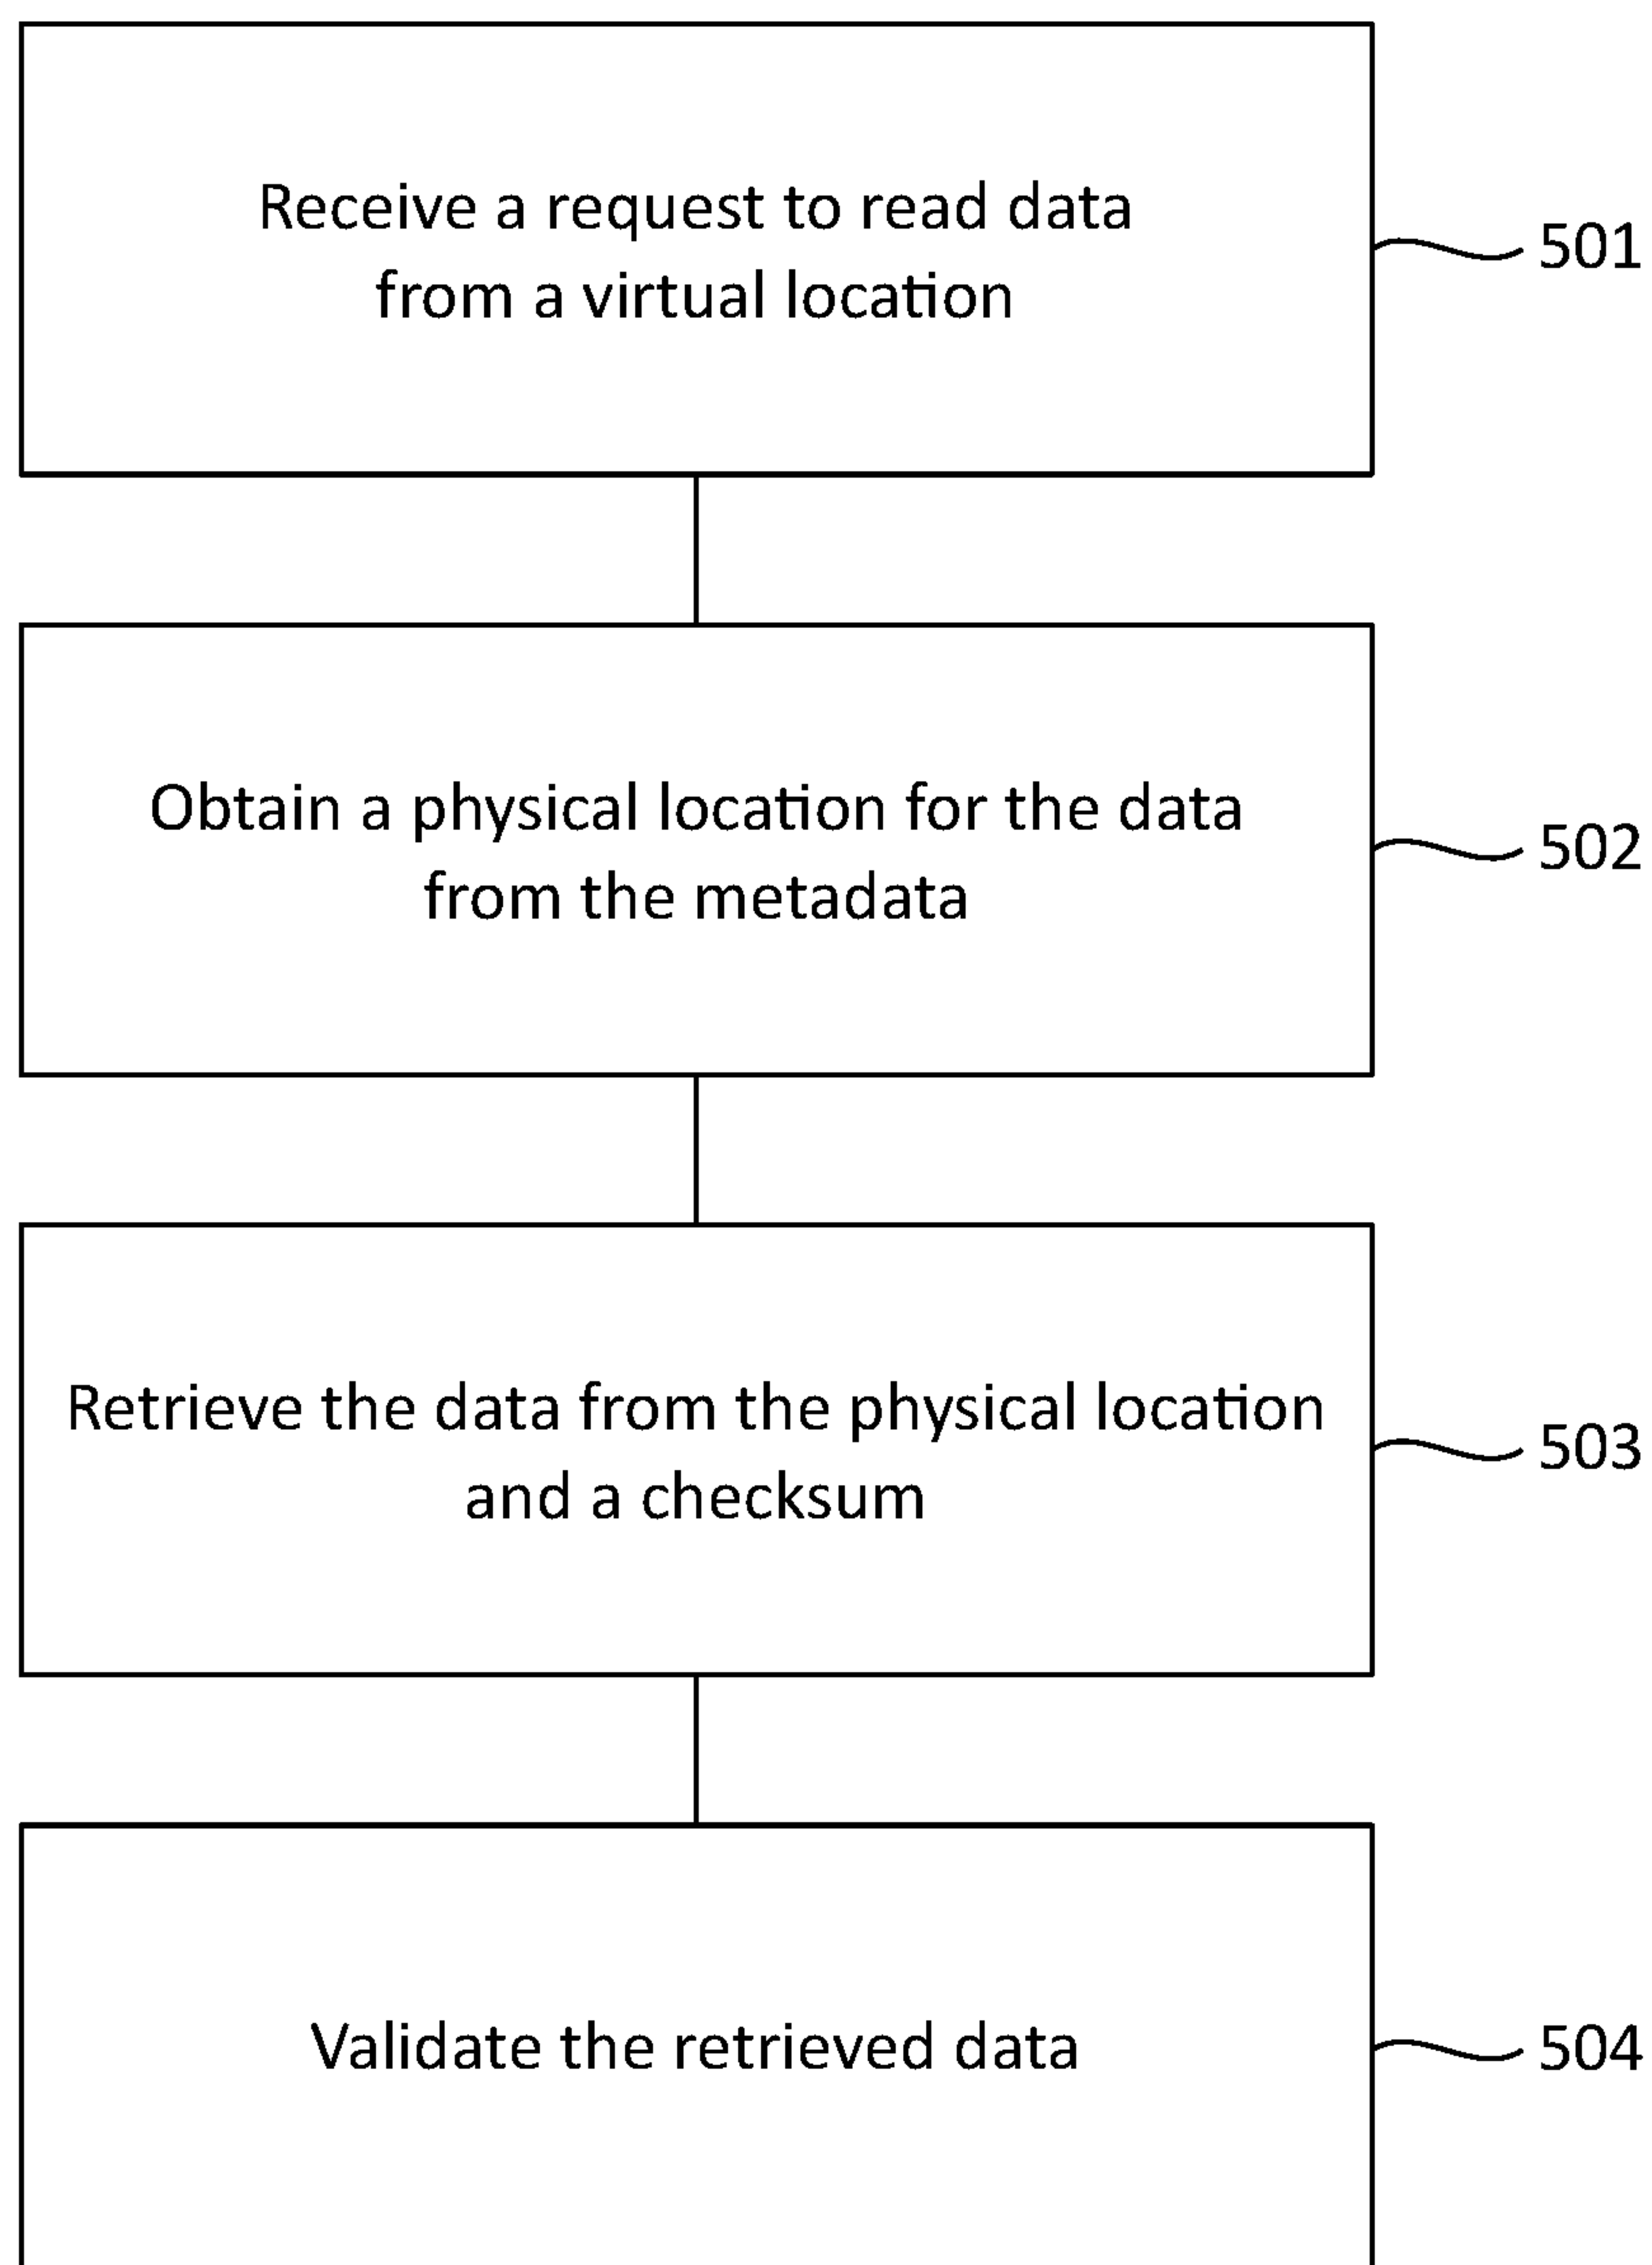 Receive a request to read data
from a virtual location
501
Obtain a physical location for the data
from the metadata
502
Retrieve the data from the physical location
and a checksum
503
Validate the retrieved data
504